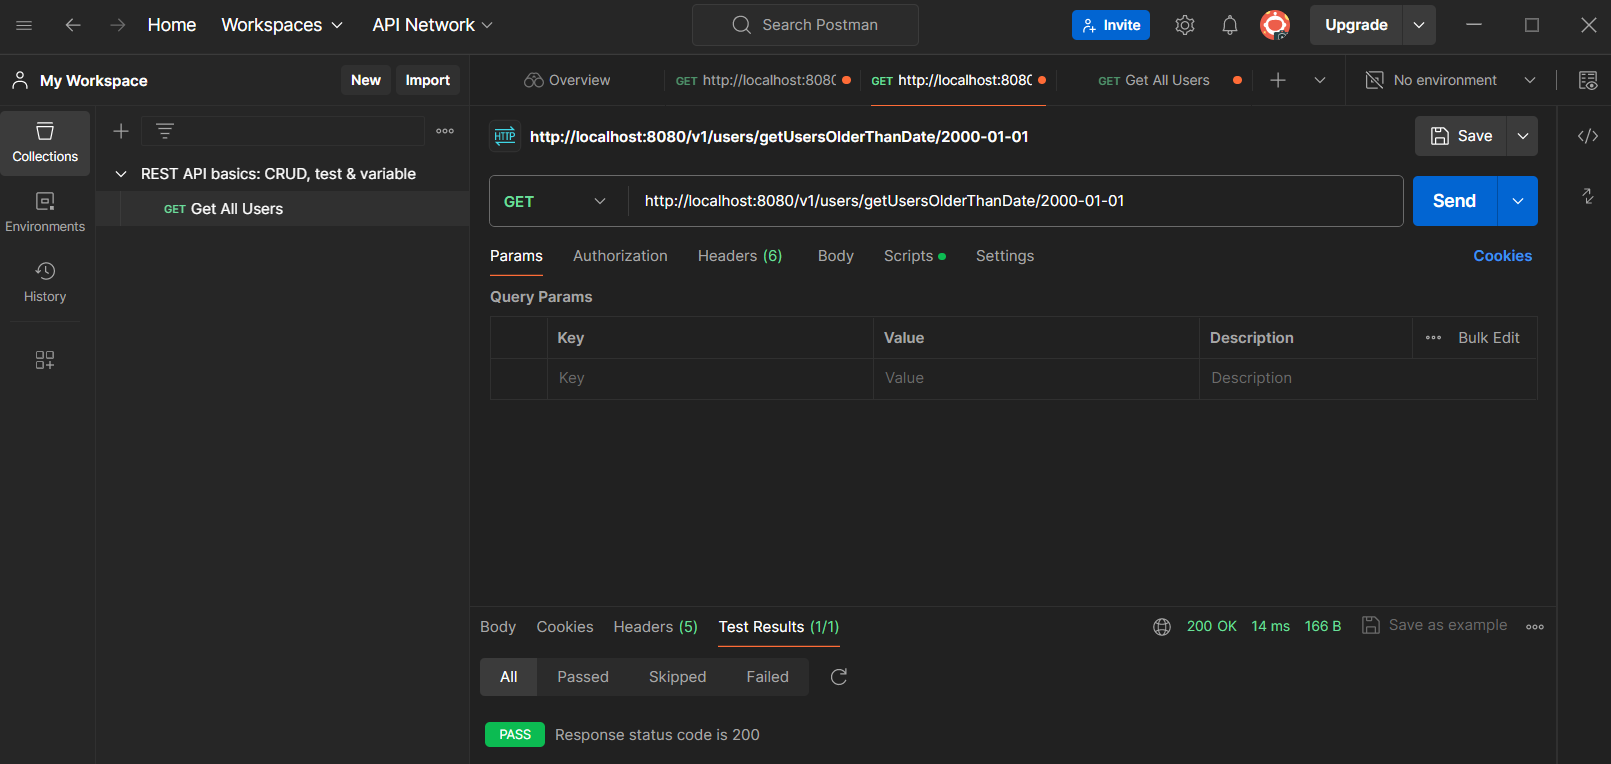 Home Workspaces API Network Search Postman Invite Upgrade
My Workspace New Import Overview GET http://localhost:808 GET http://localhost:808 GET Get All Users No environment
Collections
Environments
History
REST API basics: CRUD, test & variable
GET Get All Users
HTTP http://localhost:8080/v1/users/getUsersOlderThanDate/2000-01-01 Save
GET http://localhost:8080/v1/users/getUsersOlderThanDate/2000-01-01 Send
Params Authorization Headers (6) Body Scripts Settings Cookies
Query Params
Key Value Description Bulk Edit
Key Value Description
Body Cookies Headers (5) Test Results (1/1) 200 OK 14 ms 166 B Save as example
All Passed Skipped Failed
PASS Response status code is 200